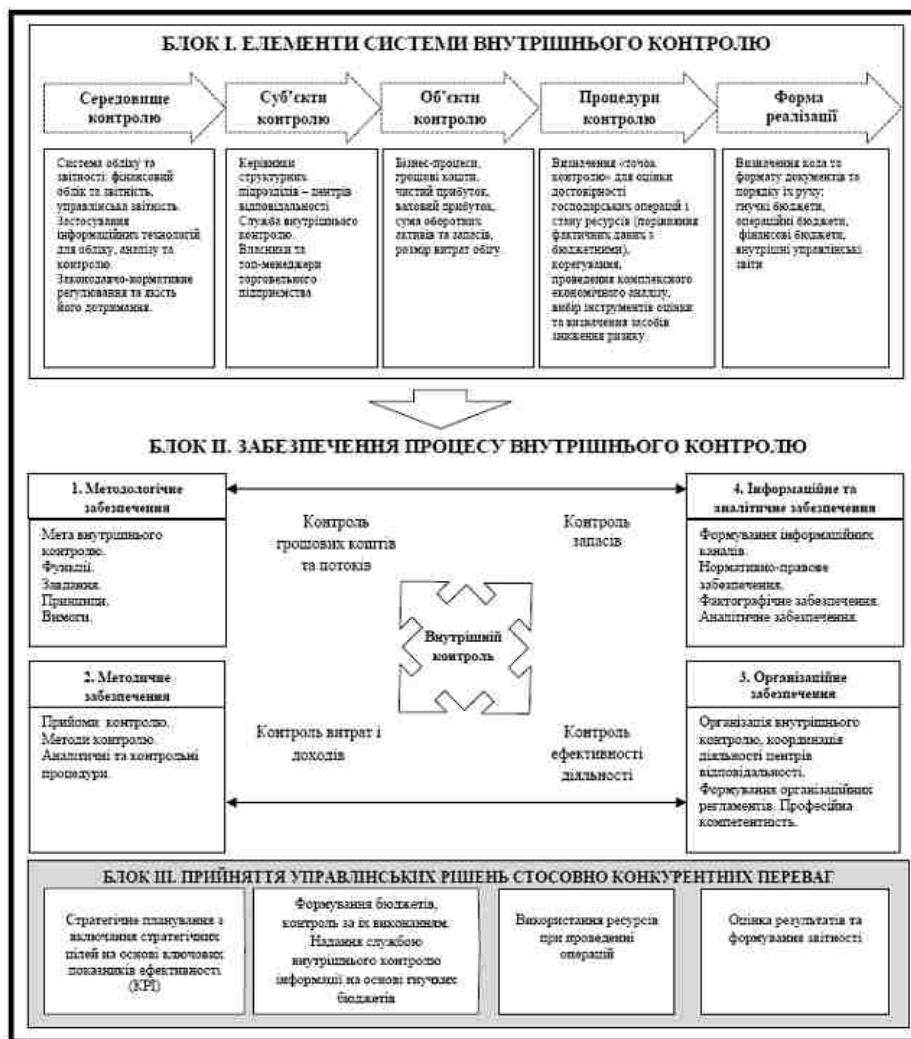 БЛОК І. ЕЛЕМЕНТИ СИСТЕМИ ВНУТРІШНЬОГО КОНТРОЛЮ
Середовище
контролю
Суб’єкти
контролю
Об’єкти
контролю
Процедури
контролю
Форма
реалізації
Система обліку та
звітності: фінансовий
облік та звітність,
управлінська звітність.
Застосування
інформаційних технологій
для обліку, аналізу та
контролю.
Законодавчо-нормативне
регулювання та якість
його дотримання.
Керівники
структурних
підрозділів – центрів
відповідальності
Служба внутрішнього
контролю.
Власники та
топ-менеджери
торговельного
підприємства
Бізнес-процеси,
грошові кошти,
чистий прибуток,
валовий прибуток,
сума оборотних
активів та запасів,
розмір витрат обігу.
Визначення «точок
контролю» для оцінки
достовірності
господарських операцій і
стану ресурсів (порівняння
фактичних даних з
бюджетними),
корегування,
проведення комплексного
економічного аналізу,
вибір інструментів оцінки
та визначення засобів
зниження ризику.
Визначення кола та
формату документів та
порядку їх руху:
гнучкі бюджети,
операційні бюджети,
фінансові бюджети,
внутрішні управлінські
звіти
БЛОК ІІ. ЗАБЕЗПЕЧЕННЯ ПРОЦЕСУ ВНУТРІШНЬОГО КОНТРОЛЮ
1. Методологічне
забезпечення
Мета внутрішнього
контролю.
Функції.
Завдання.
Принципи.
Вимоги.
Контроль
грошових коштів
та потоків
Контроль
запасів
4. Інформаційне та
аналітичне забезпечення
Формування інформаційних
каналів.
Нормативно-правове
забезпечення.
Фактографічне забезпечення.
Аналітичне забезпечення.
Внутрішній
контроль
2. Методичне
забезпечення
Прийоми контролю.
Методи контролю.
Аналітичні та контрольні
процедури.
Контроль витрат і
доходів
Контроль
ефективності
діяльності
3. Організаційне
забезпечення
Організація внутрішнього
контролю, координація
діяльності центрів
відповідальності.
Формування організаційних
регламентів. Професійна
компетентність.
БЛОК ІІІ. ПРИЙНЯТТЯ УПРАВЛІНСЬКИХ РІШЕНЬ СТОСОВНО КОНКУРЕНТНИХ ПЕРЕВАГ
Стратегічне планування з
включання стратегічних
цілей на основі ключових
показників ефективності
(KPI)
Формування бюджетів,
контроль за їх виконанням.
Надання службою
внутрішнього контролю
інформації на основі гнучких
бюджетів
Використання ресурсів
при проведенні
операцій
Оцінка результатів та
формування звітності